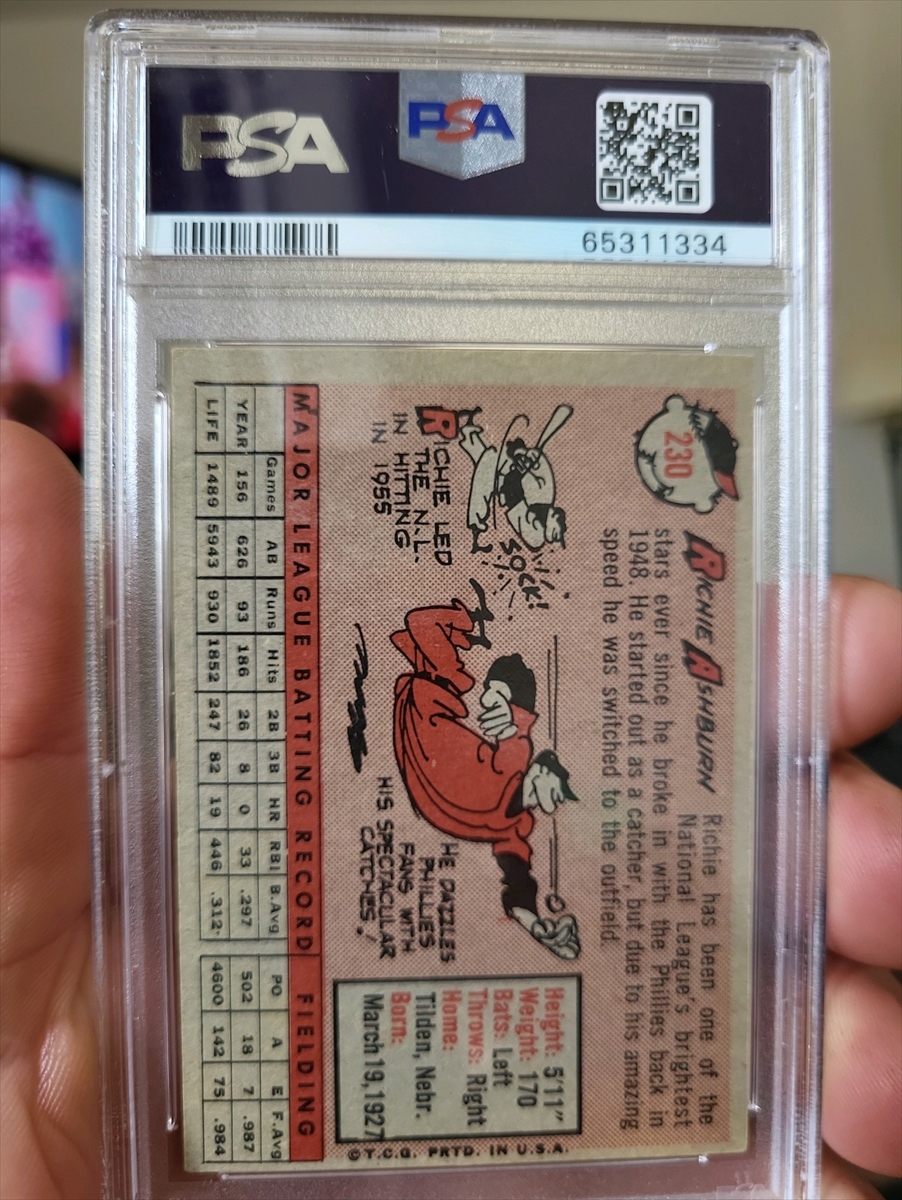 PSA
PSA
65311334
230
RICHIE ASHBURN
Richie has been one of the
National League's brightest
stars ever since he broke in with the Phillies back in
1948. He started out as a catcher, but due to his amazing
speed he was switched to the outfield.
SOCK!
RICHIE LED
THE N.L.
IN HITTING
IN 1955
HE DAZZLES
PHILLIES
FANS WITH
HIS SPECTACULAR
CATCHES!
Height: 5'11"
Weight: 170
Bats: Left
Throws: Right
Home:
Tilden, Nebr.
Born:
March 19, 1927
MAJOR LEAGUE BATTING RECORD FIELDING
Games AB Runs Hits 2B 3B HR RBI B.Avg PO A E F.Avg
YEAR 156 626 93 186 26 8 0 33 .297 502 18 7 .987
LIFE 1489 5943 930 1852 247 82 19 446 .312 4600 142 75 .984
©T.C.G. PRTD. IN U.S.A.